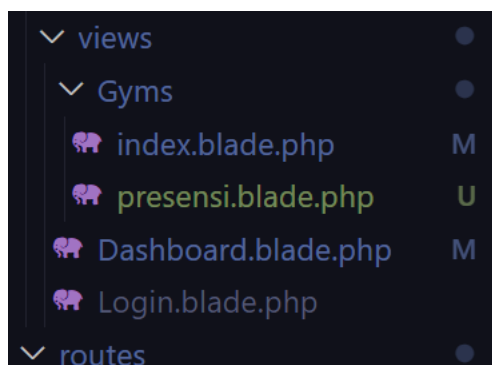 views
Gyms
index.blade.php M
presensi.blade.php U
Dashboard.blade.php M
Login.blade.php
routes